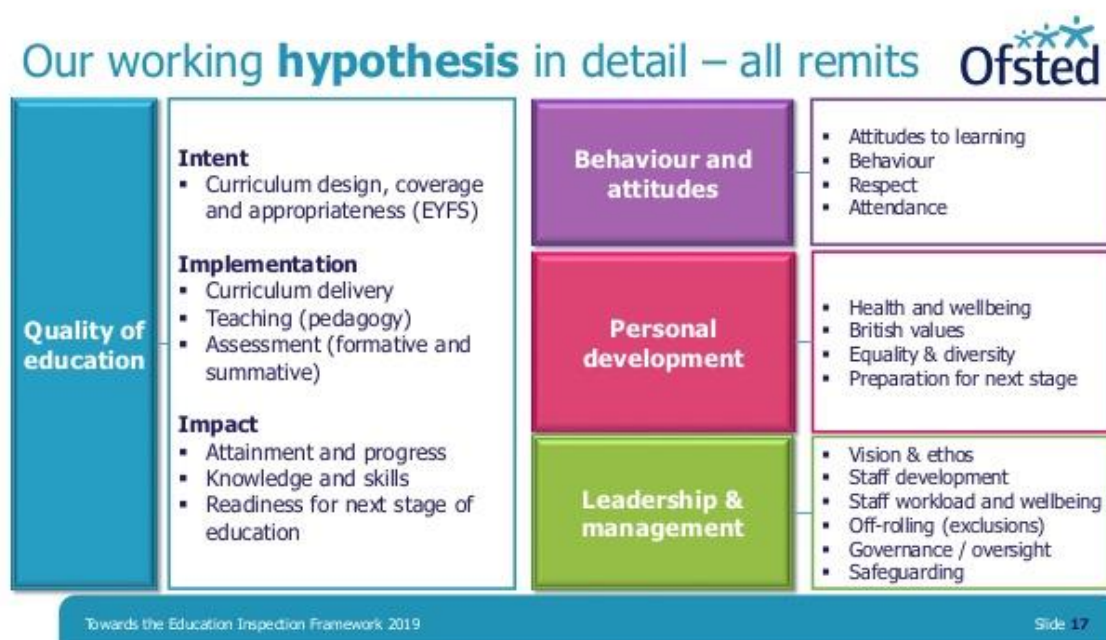 Our working hypothesis in detail – all remits
Ofsted
Quality of
education
Intent
▪ Curriculum design, coverage
and appropriateness (EYFS)
Implementation
▪ Curriculum delivery
▪ Teaching (pedagogy)
▪ Assessment (formative and
summative)
Impact
▪ Attainment and progress
▪ Knowledge and skills
▪ Readiness for next stage of
education
Behaviour and
attitudes
▪ Attitudes to learning
▪ Behaviour
▪ Respect
▪ Attendance
Personal
development
▪ Health and wellbeing
▪ British values
▪ Equality & diversity
▪ Preparation for next stage
Leadership &
management
▪ Vision & ethos
▪ Staff development
▪ Staff workload and wellbeing
▪ Off-rolling (exclusions)
▪ Governance / oversight
▪ Safeguarding
Towards the Education Inspection Framework 2019
Slide 17